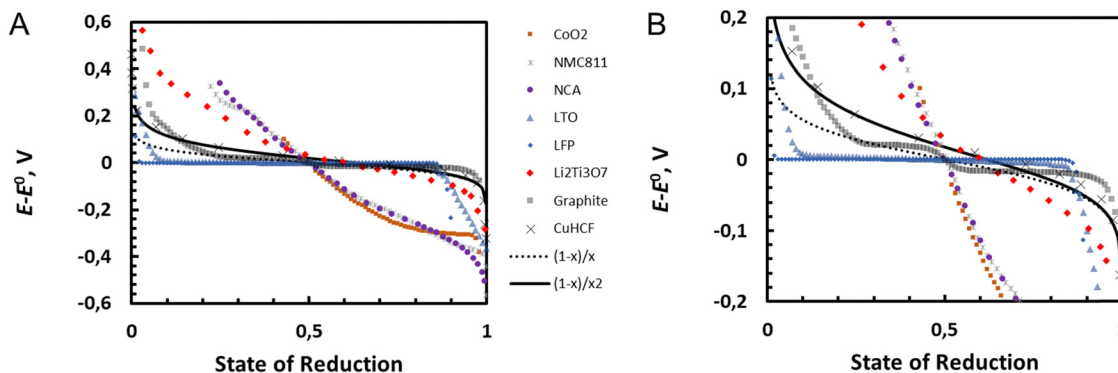 A
E-E⁰, V
0,6
0,4
0,2
0
-0,2
-0,4
-0,6
0
0,5
1
State of Reduction
CoO2
NMC811
NCA
LTO
LFP
Li2Ti3O7
Graphite
CuHCF
(1-x)/x
(1-x)/x2
B
E-E⁰, V
0,2
0,1
0
-0,1
-0,2
0
0,5
State of Reduction